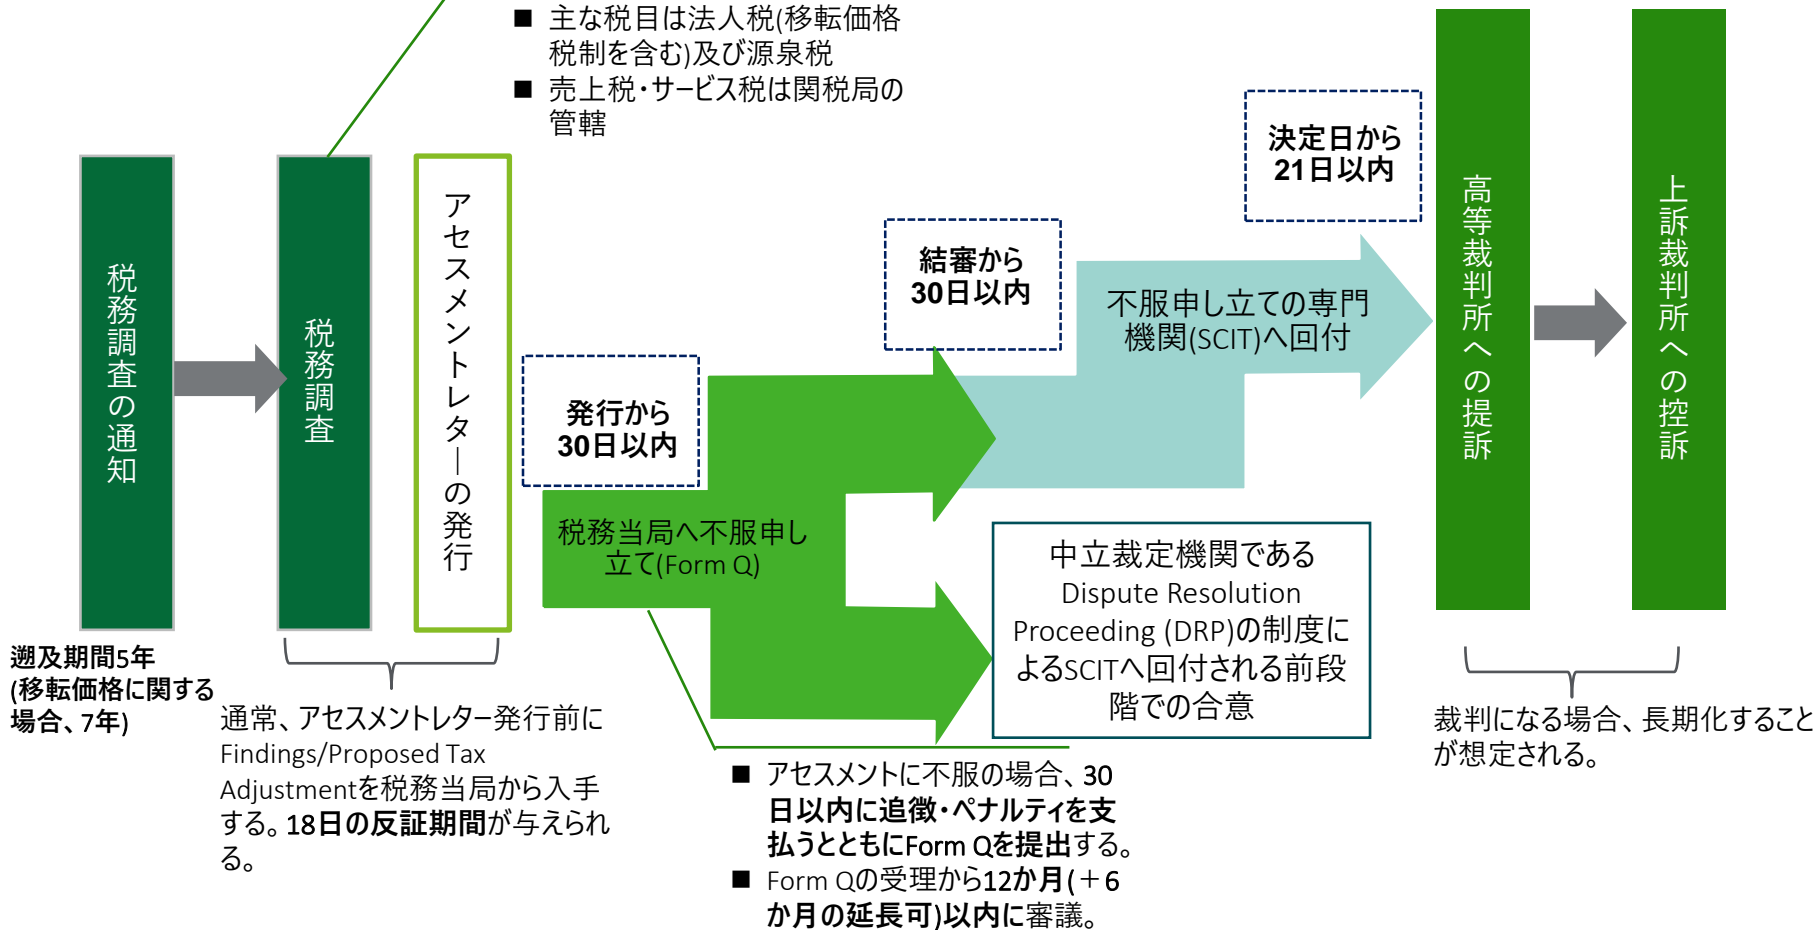 ■ 主な税目は法人税(移転価格
税制を含む)及び源泉税
■ 売上税・サービス税は関税局の
管轄
税務調査の通知
税務調査
アセスメントレターの発行
発行から
30日以内
結審から
30日以内
決定日から
21日以内
税務当局へ不服申し
立て(Form Q)
不服申し立ての専門
機関(SCIT)へ回付
中立裁定機関である
Dispute Resolution
Proceeding (DRP)の制度に
よるSCITへ回付される前段
階での合意
高等裁判所への提訴
上訴裁判所への控訴
遡及期間5年
(移転価格に関する
場合、7年)
通常、アセスメントレター発行前に
Findings/Proposed Tax
Adjustmentを税務当局から入手
する。18日の反証期間が与えられ
る。
■ アセスメントに不服の場合、30
日以内に追徴・ペナルティを支
払うとともにForm Qを提出する。
■ Form Qの受理から12か月(＋6
か月の延長可)以内に審議。
裁判になる場合、長期化すること
が想定される。